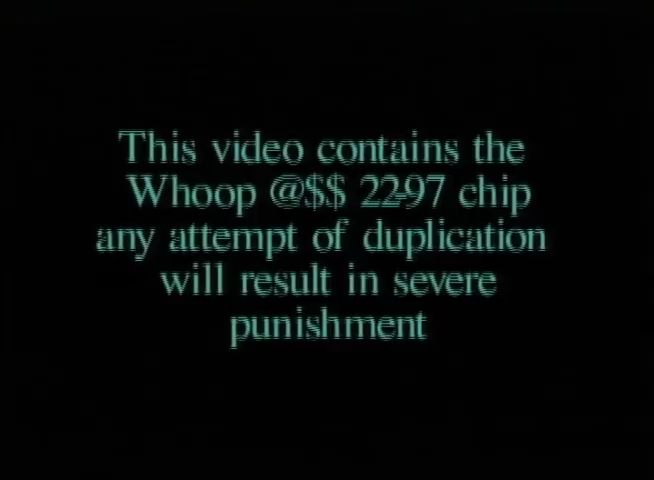 This video contains the
Whoop @$$ 22-97 chip
any attempt of duplication
will result in severe
punishment